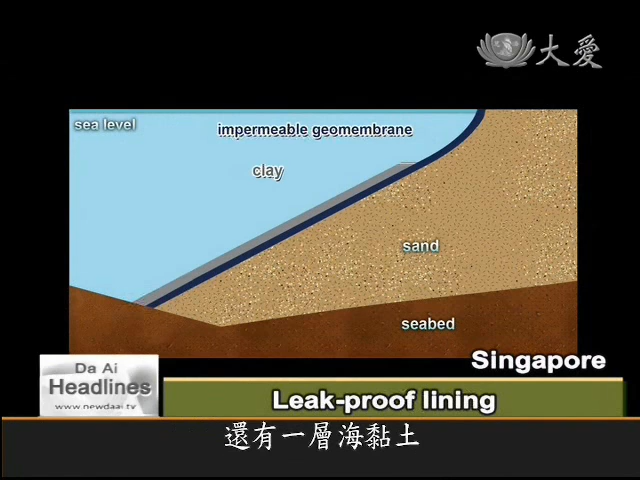 大愛
sea level
impermeable geomembrane
clay
sand
seabed
Singapore
Da Ai
Headlines
www.newdaai.tv
Leak-proof lining
還有一層海黏土